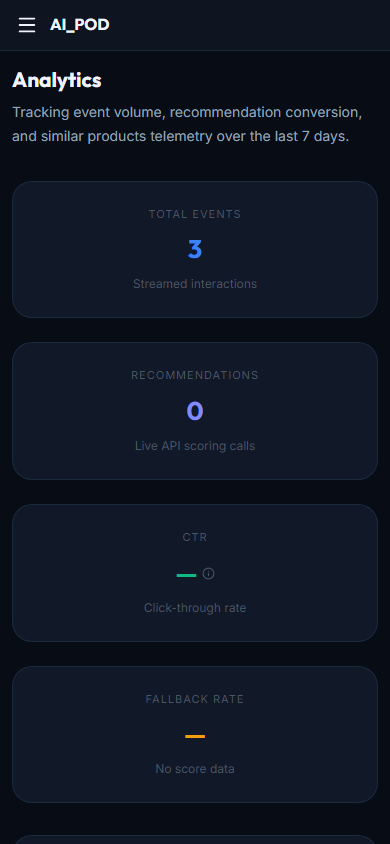 AI_POD
Analytics
Tracking event volume, recommendation conversion,
and similar products telemetry over the last 7 days.
TOTAL EVENTS
3
Streamed interactions
RECOMMENDATIONS
0
Live API scoring calls
CTR
—
Click-through rate
FALLBACK RATE
—
No score data